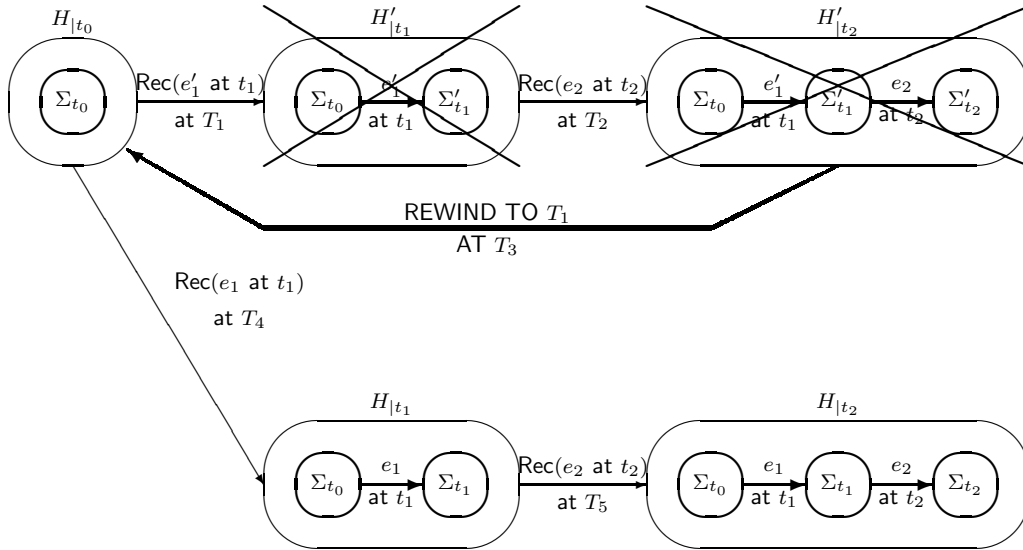 H|t₀ H′|t₁ H′|t₂
Σt₀ Rec(e′₁ at t₁) at T₁ Σt₀ e′₁ at t₁ Σ′t₁ Rec(e₂ at t₂) at T₂ Σt₀ e′₁ at t₁ Σ′t₁ e₂ at t₂ Σ′t₂
REWIND TO T₁
AT T₃
Rec(e₁ at t₁)
at T₄
H|t₁ H|t₂
Σt₀ e₁ at t₁ Σt₁ Rec(e₂ at t₂) at T₅ Σt₀ e₁ at t₁ Σt₁ e₂ at t₂ Σt₂